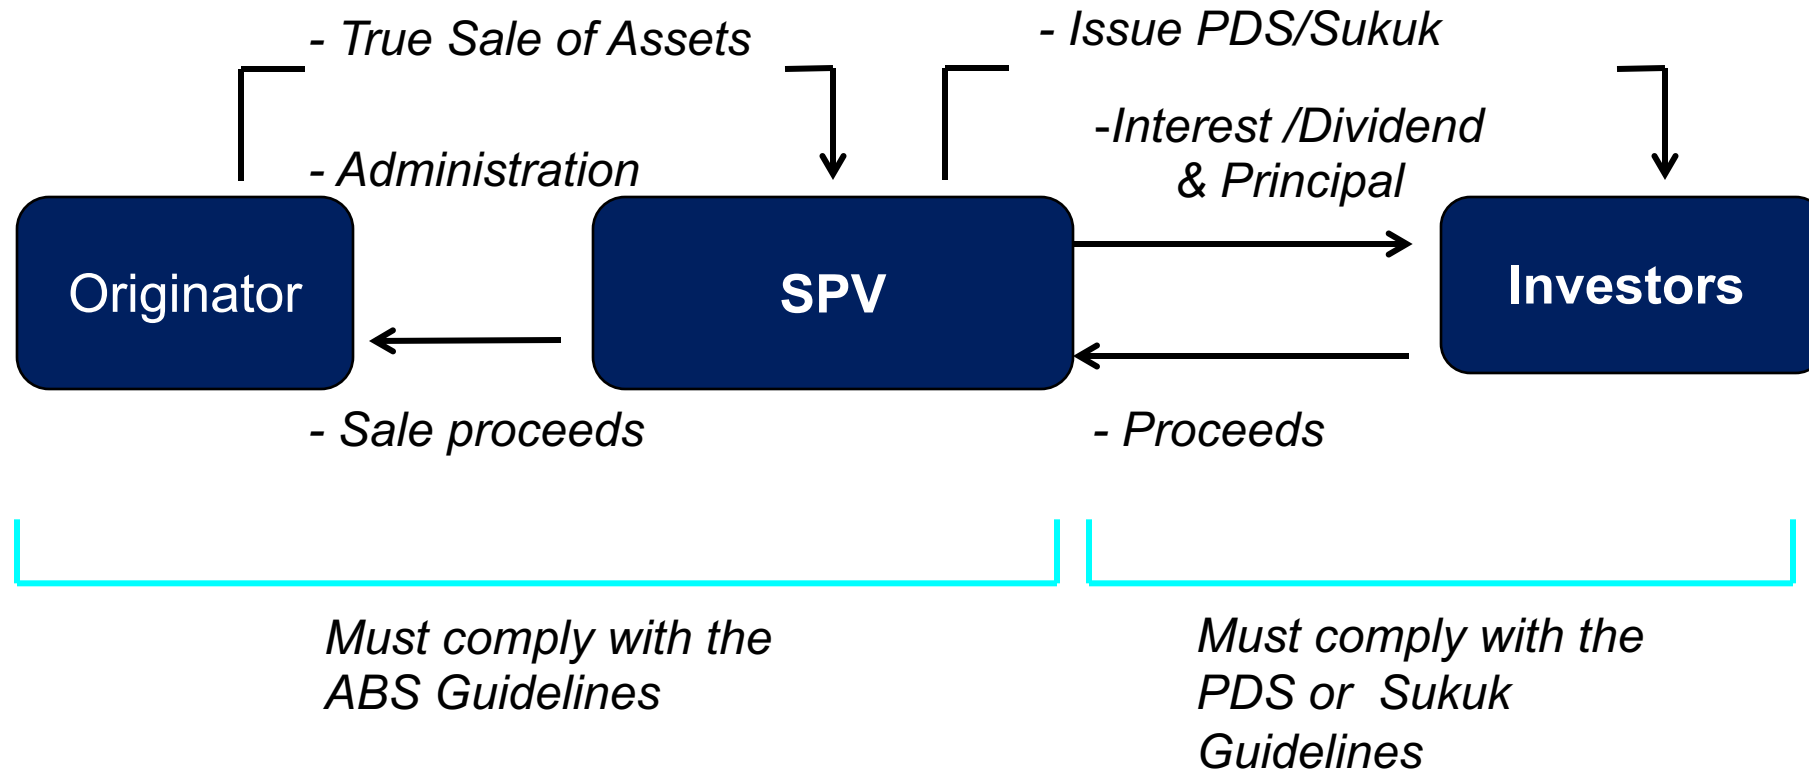 - True Sale of Assets
- Issue PDS/Sukuk
- Administration
-Interest /Dividend
& Principal
Originator
SPV
Investors
- Sale proceeds
- Proceeds
Must comply with the
ABS Guidelines
Must comply with the
PDS or Sukuk
Guidelines